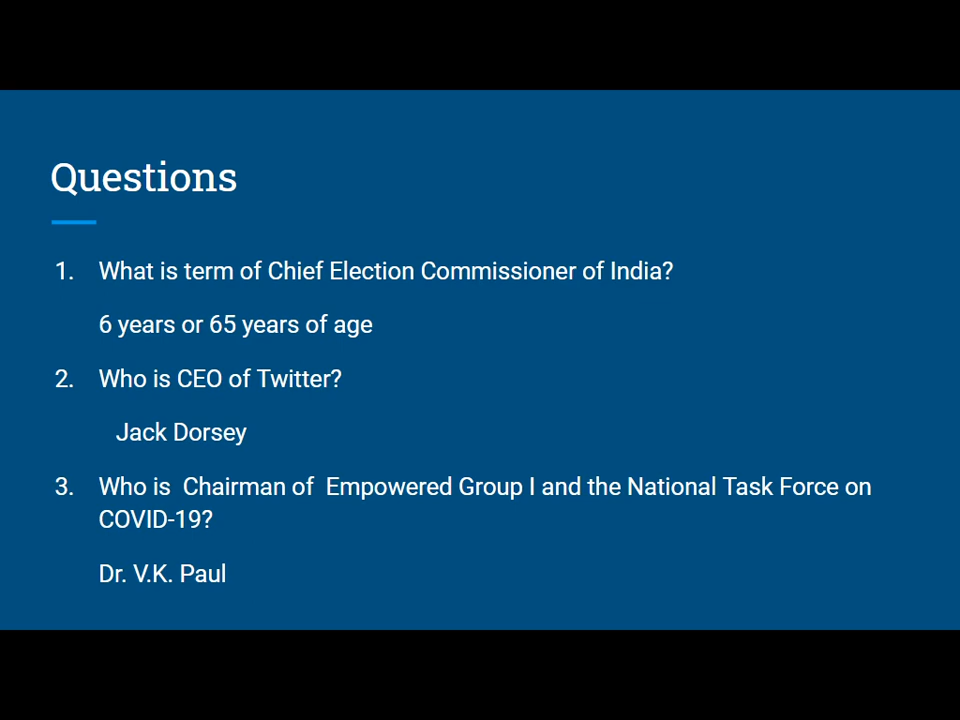 Questions
1. What is term of Chief Election Commissioner of India?
6 years or 65 years of age
2. Who is CEO of Twitter?
Jack Dorsey
3. Who is  Chairman of  Empowered Group I and the National Task Force on
COVID-19?
Dr. V.K. Paul